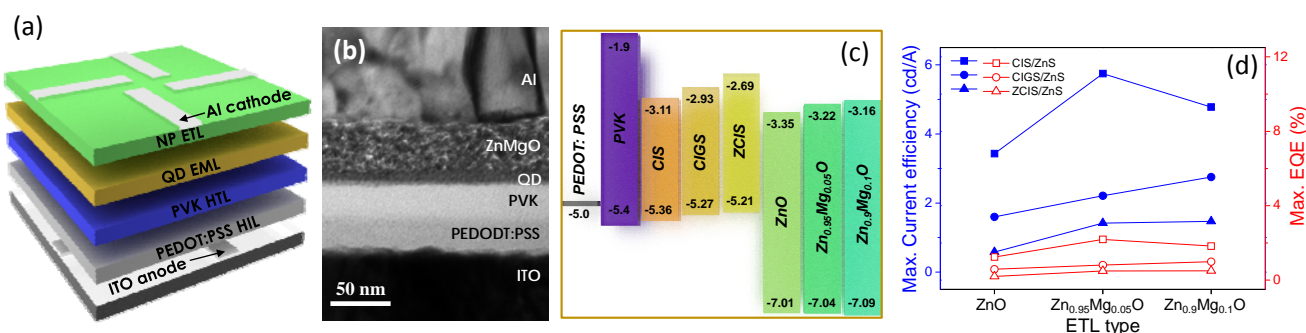 (a)
Al cathode
NP ETL
QD EML
PVK HTL
PEDOT:PSS HIL
ITO anode
(b)
Al
ZnMgO
QD
PVK
PEDODT:PSS
ITO
50 nm
(c)
PEDOT: PSS
-5.0
PVK
-1.9
-5.4
CIS
-3.11
-5.36
CIGS
-2.93
-5.27
ZCIS
-2.69
-5.21
ZnO
-3.35
-7.01
Zn0.95Mg0.05O
-3.22
-7.04
Zn0.9Mg0.1O
-3.16
-7.09
(d)
Max. Current efficiency (cd/A)
6
4
2
0
CIS/ZnS
CIGS/ZnS
ZCIS/ZnS
12
8
4
0
Max. EQE (%)
ZnO
Zn0.95Mg0.05O
Zn0.9Mg0.1O
ETL type